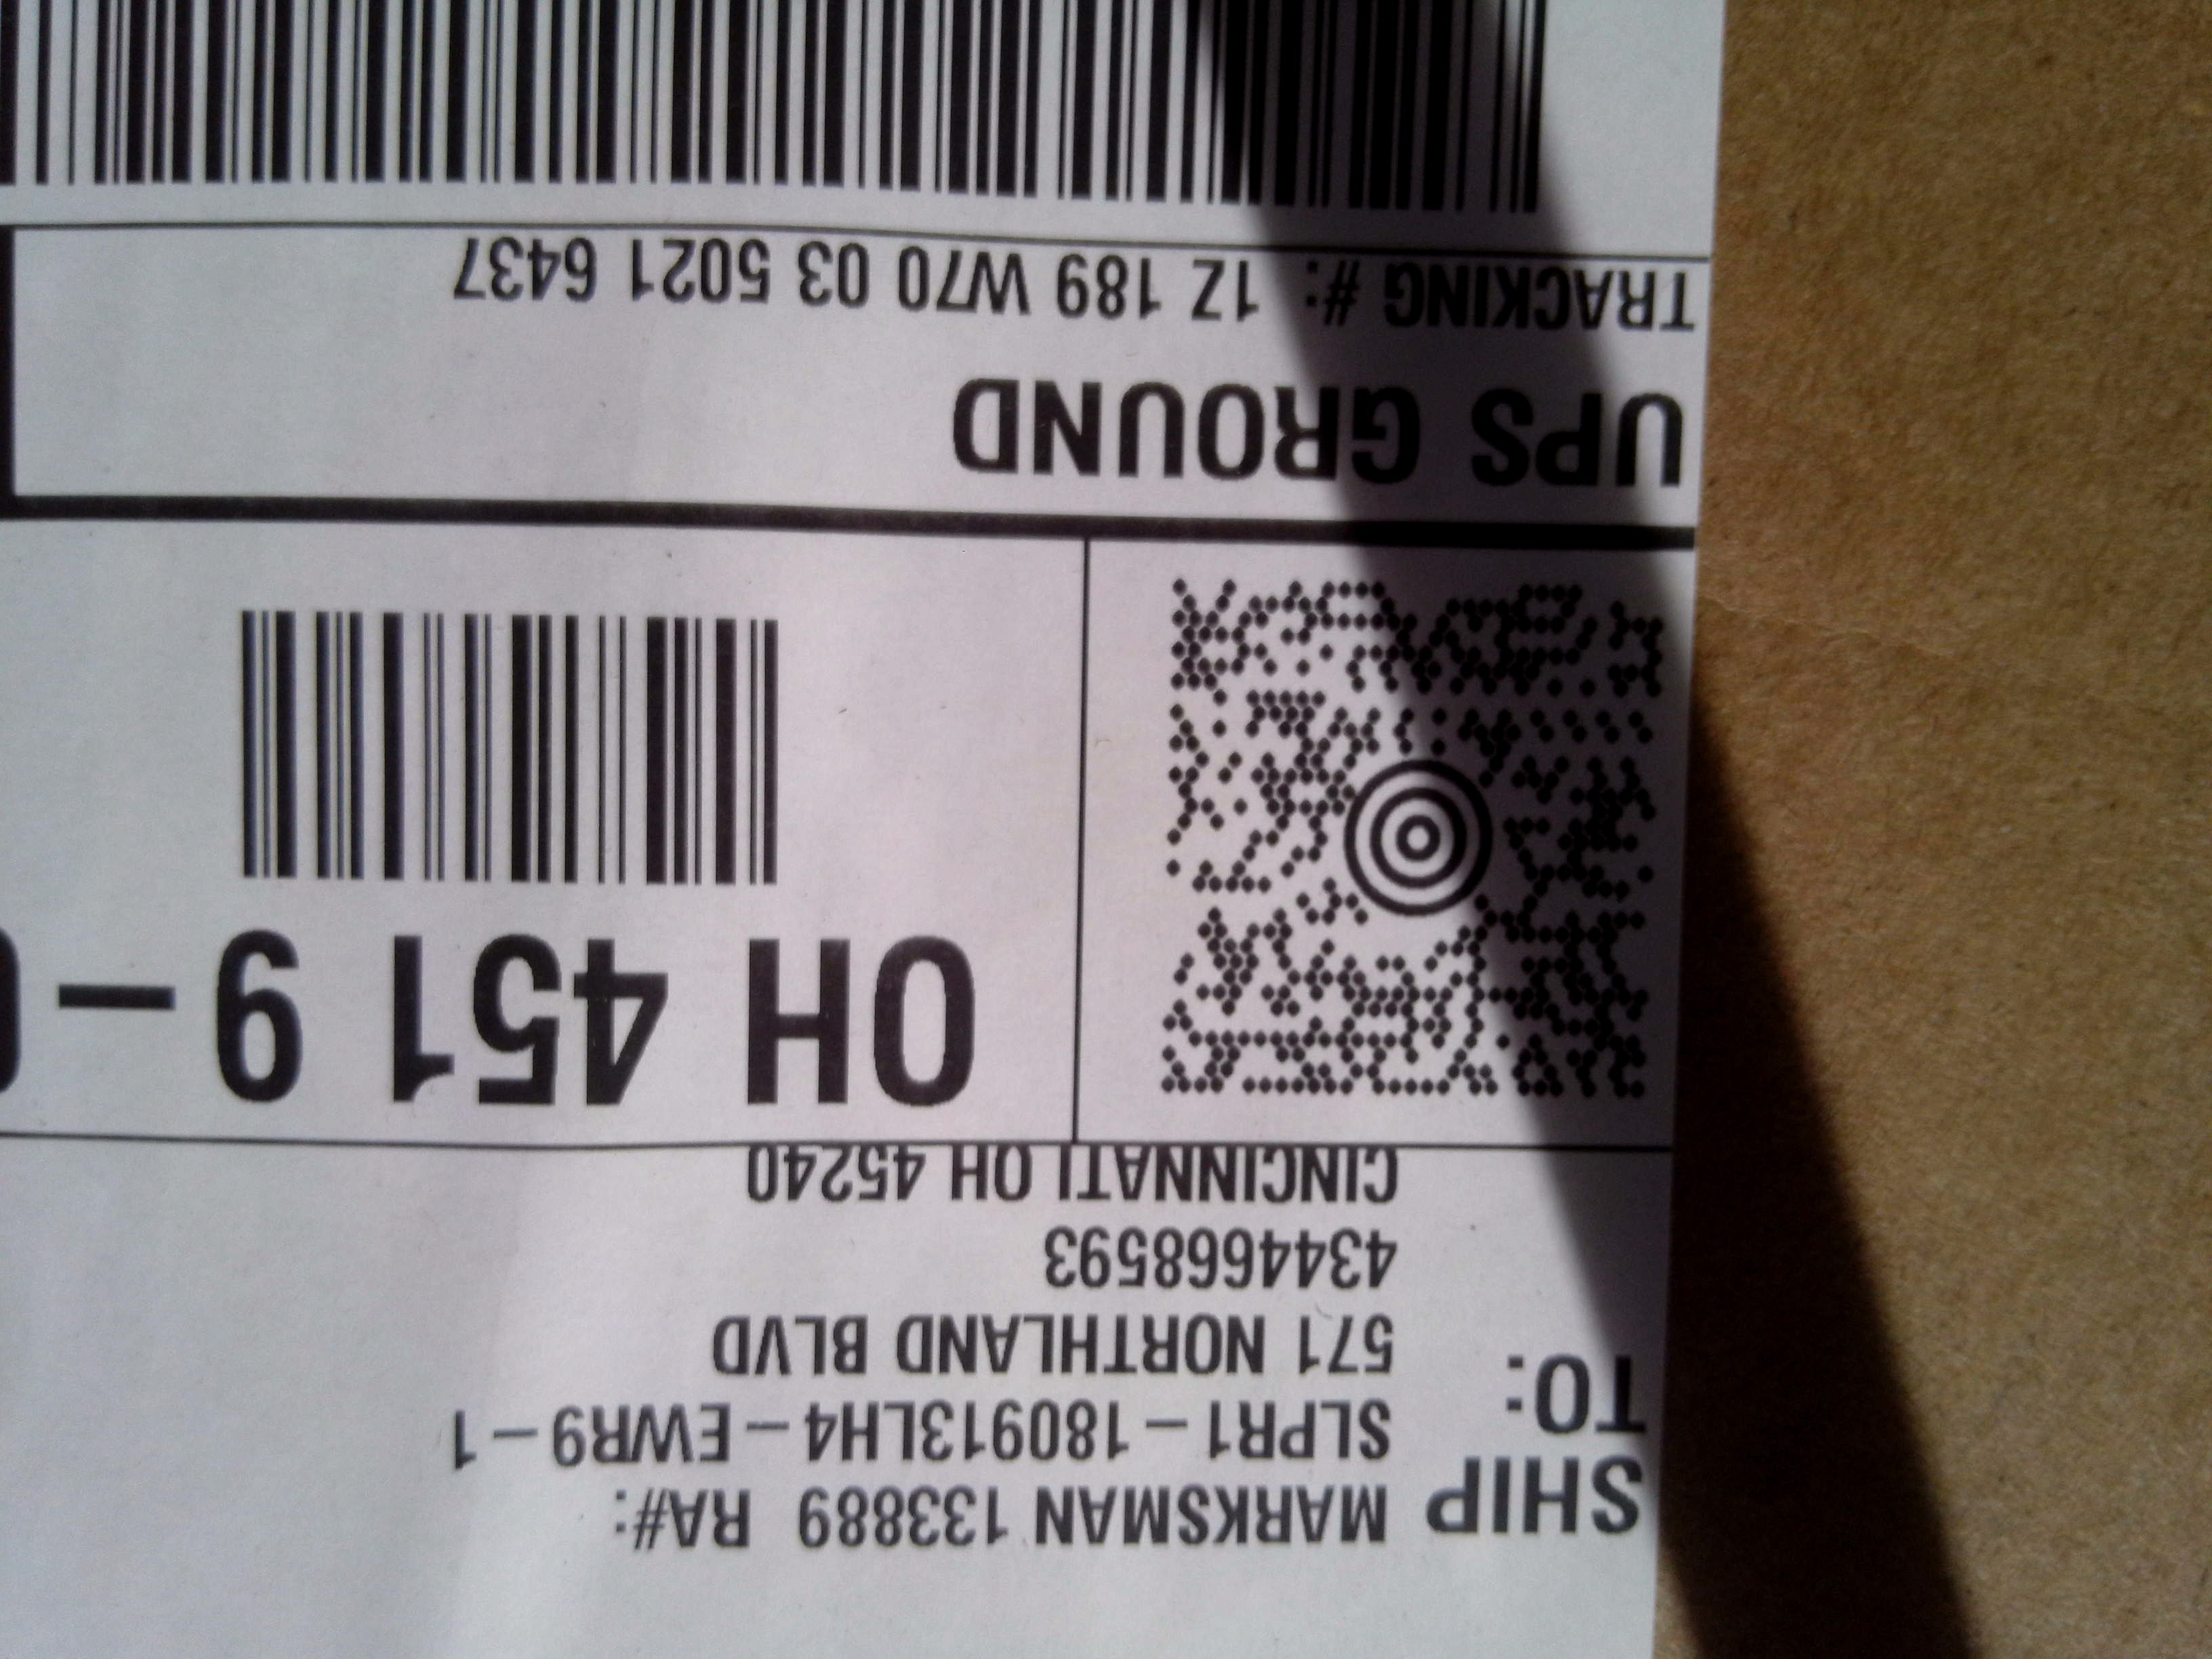 SHIP TO:
MARKSMAN 133889 RA#:
SLPR1-180913LH4-EWR9-1
571 NORTHLAND BLVD
4344668593
CINCINNATI OH 45240
OH 451 9-
UPS GROUND
TRACKING #: 1Z 189 W70 03 5021 6437